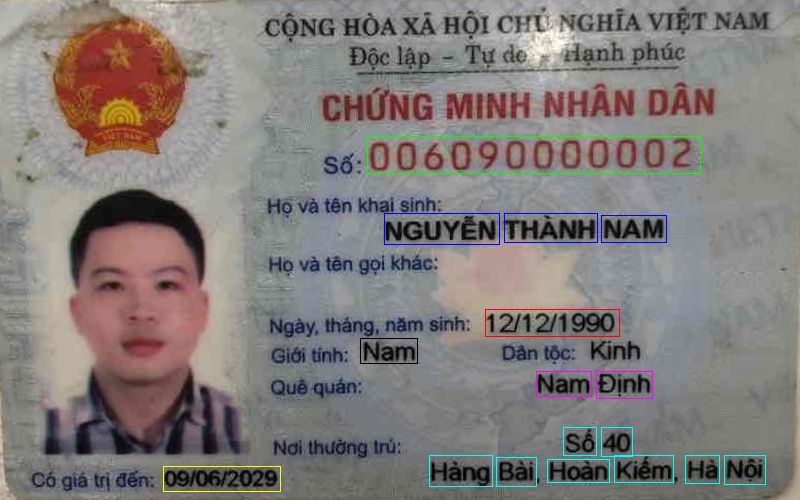 CỘNG HÒA XÃ HỘI CHỦ NGHĨA VIỆT NAM
Độc lập - Tự do - Hạnh phúc
VIỆT NAM
CHỨNG MINH NHÂN DÂN
Số: 006090000002
Họ và tên khai sinh:
NGUYỄN THÀNH NAM
Họ và tên gọi khác:
Ngày, tháng, năm sinh: 12/12/1990
Giới tính: Nam Dân tộc: Kinh
Quê quán: Nam Định
Nơi thường trú: Số 40
Hàng Bài, Hoàn Kiếm, Hà Nội
Có giá trị đến: 09/06/2029